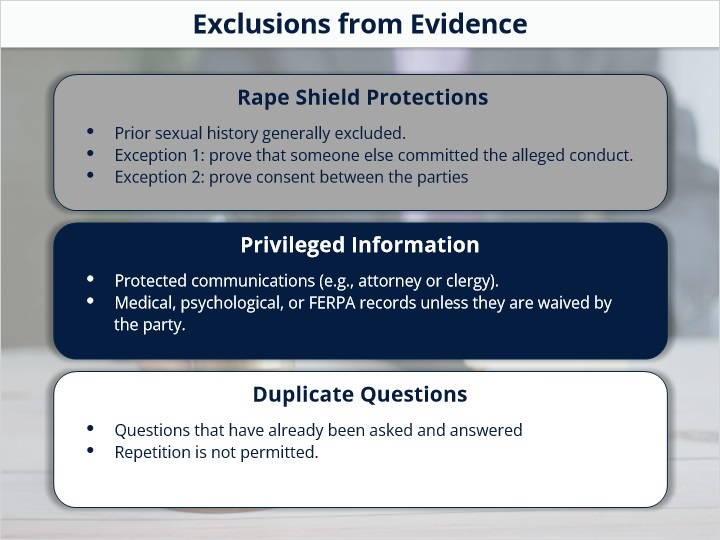 Exclusions from Evidence
Rape Shield Protections
• Prior sexual history generally excluded.
• Exception 1: prove that someone else committed the alleged conduct.
• Exception 2: prove consent between the parties
Privileged Information
• Protected communications (e.g., attorney or clergy).
• Medical, psychological, or FERPA records unless they are waived by
the party.
Duplicate Questions
• Questions that have already been asked and answered
• Repetition is not permitted.